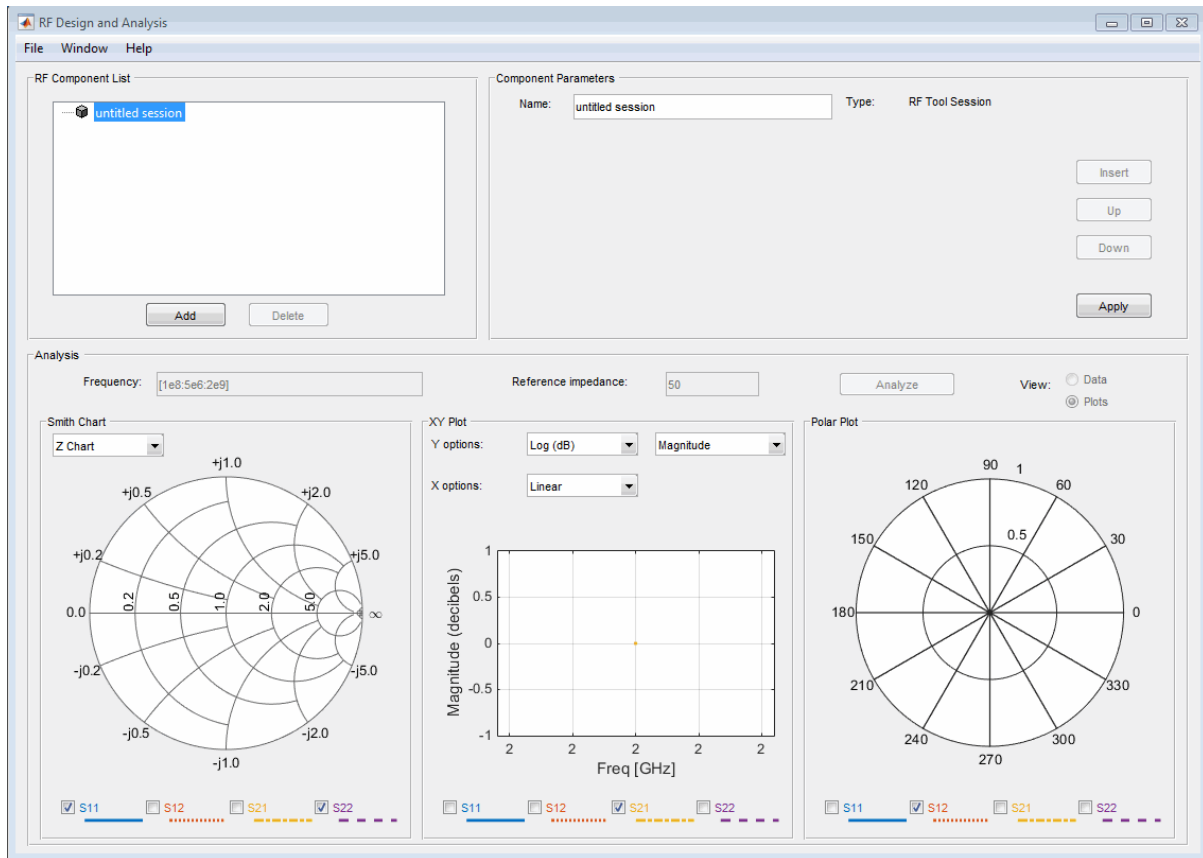 RF Design and Analysis
File Window Help
RF Component List
untitled session
Add Delete
Component Parameters
Name: untitled session Type: RF Tool Session
Insert
Up
Down
Apply
Analysis
Frequency: [1e8:5e6:2e9] Reference impedance: 50 Analyze View: Data
Plots
Smith Chart
Z Chart
+j1.0
+j0.5 +j2.0
+j0.2 +j5.0
0.0 0.2 0.5 1.0 2.0 5.0 ∞
-j0.2 -j5.0
-j0.5 -j2.0
-j1.0
S11 S12 S21 S22
XY Plot
Y options: Log (dB) Magnitude
X options: Linear
Magnitude (decibels)
1
0.5
0
-0.5
-1
2 2 2 2 2
Freq [GHz]
S11 S12 S21 S22
Polar Plot
90 1
120 60
0.5
150 30
180 0
210 330
240 300
270
S11 S12 S21 S22